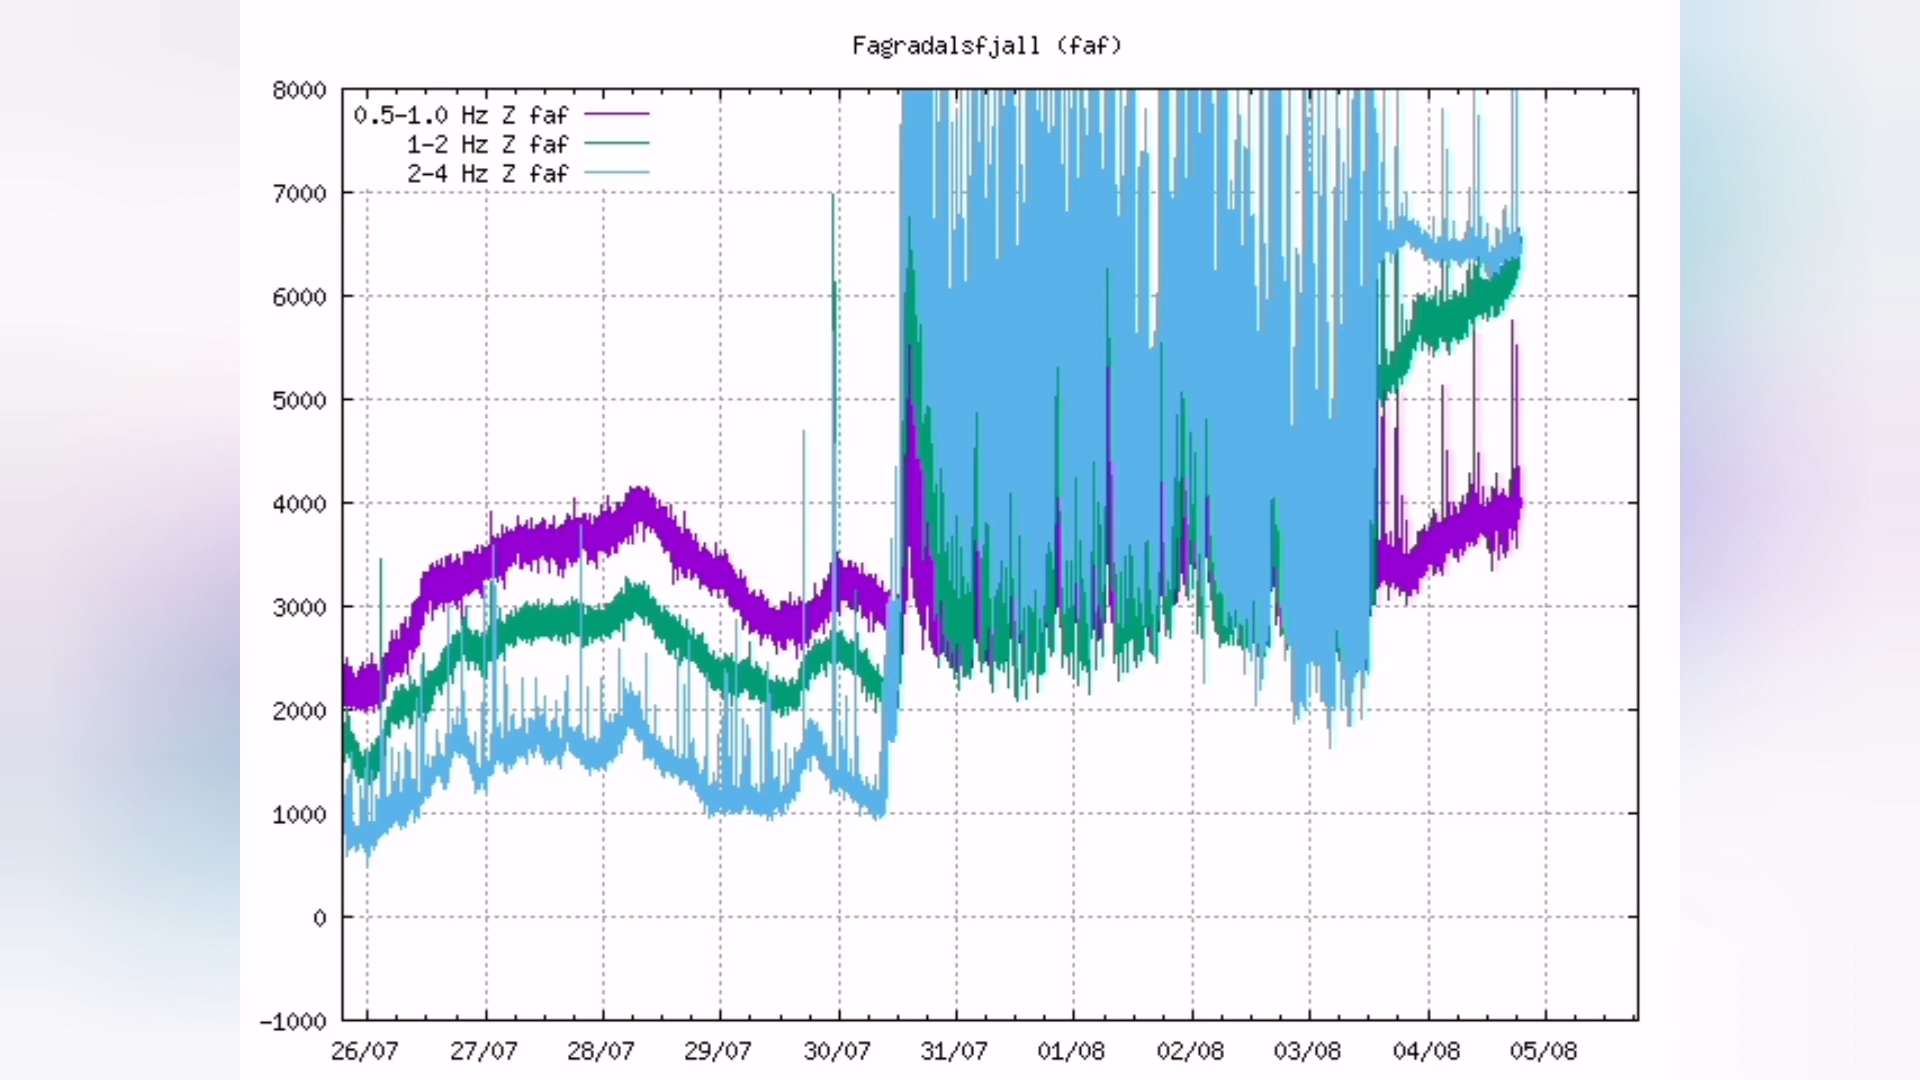 Fagradalsfjall (faf)
8000
0.5-1.0 Hz Z faf
1-2 Hz Z faf
2-4 Hz Z faf
7000
6000
5000
4000
3000
2000
1000
0
-1000
26/07 27/07 28/07 29/07 30/07 31/07 01/08 02/08 03/08 04/08 05/08